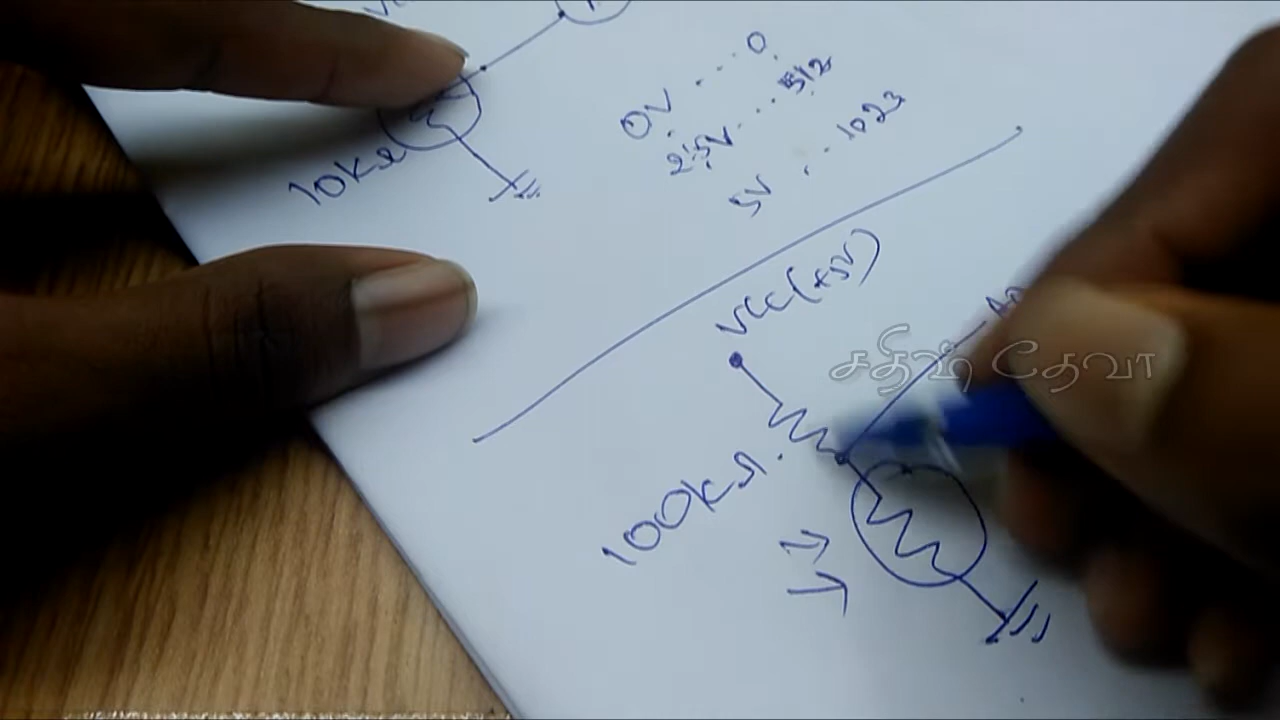 10KΩ
0V ... 0
2.5V ... 512
5V ... 1023
VCC(+5V)
100KΩ
சதீஷ் தேவா